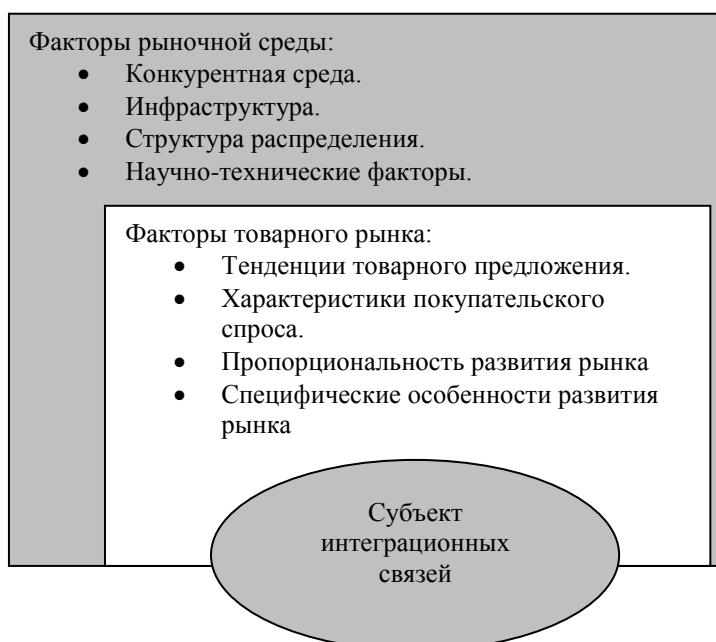 Факторы рыночной среды:
• Конкурентная среда.
• Инфраструктура.
• Структура распределения.
• Научно-технические факторы.
Факторы товарного рынка:
• Тенденции товарного предложения.
• Характеристики покупательского
спроса.
• Пропорциональность развития рынка
• Специфические особенности развития
рынка
Субъект
интеграционных
связей